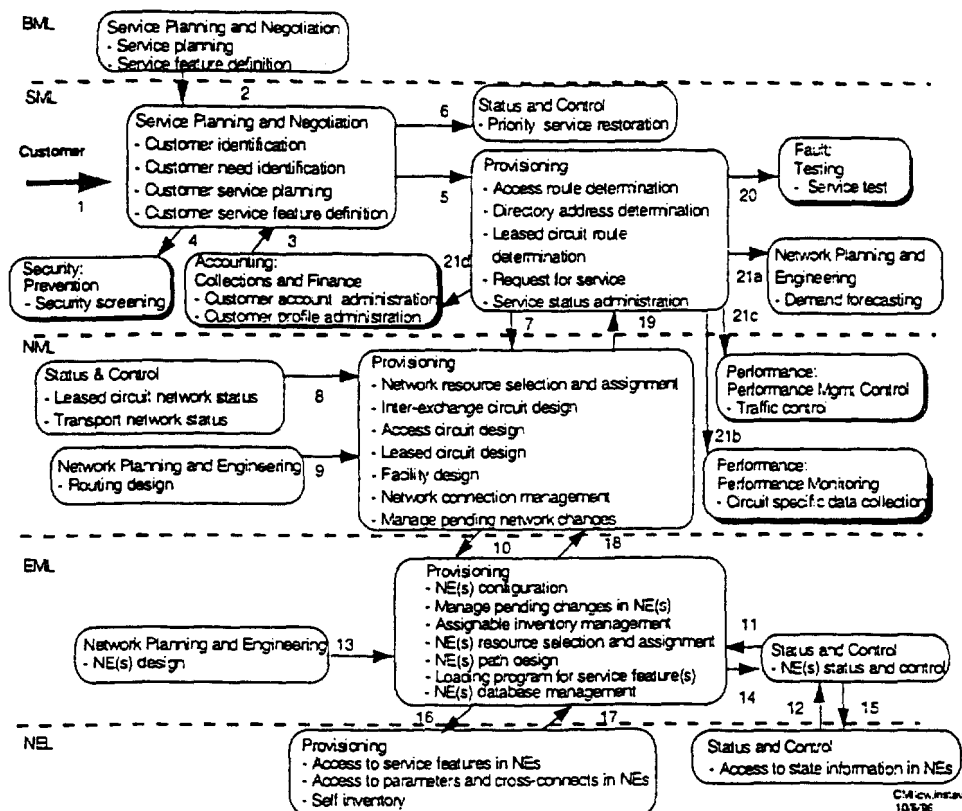 BML
Service Planning and Negotiation
- Service planning
- Service feature definition
2
SML
Customer
1
Service Planning and Negotiation
- Customer identification
- Customer need identification
- Customer service planning
- Customer service feature definition
6
Status and Control
- Priority service restoration
5
Provisioning
- Access route determination
- Directory address determination
- Leased circuit route
determination
- Request for service
- Service status administration
20
Fault:
Testing
- Service test
4
3
Security:
Prevention
- Security screening
Accounting:
Collections and Finance
- Customer account administration
- Customer profile administration
21d
21a
Network Planning and
Engineering
- Demand forecasting
7
19
21c
NML
Status & Control
- Leased circuit network status
- Transport network status
8
Provisioning
- Network resource selection and assignment
- Inter-exchange circuit design
- Access circuit design
- Leased circuit design
- Facility design
- Network connection management
- Manage pending network changes
Performance:
Performance Mgmt Control
- Traffic control
21b
Network Planning and Engineering
- Routing design
9
Performance:
Performance Monitoring
- Circuit specific data collection
10
18
EML
Provisioning
- NE(s) configuration
- Manage pending changes in NE(s)
- Assignable inventory management
- NE(s) resource selection and assignment
- NE(s) path design
- Loading program for service feature(s)
- NE(s) database management
Network Planning and Engineering
- NE(s) design
13
11
14
Status and Control
- NE(s) status and control
16
17
12
15
NEL
Provisioning
- Access to service features in NEs
- Access to parameters and cross-connects in NEs
- Self inventory
Status and Control
- Access to state information in NEs